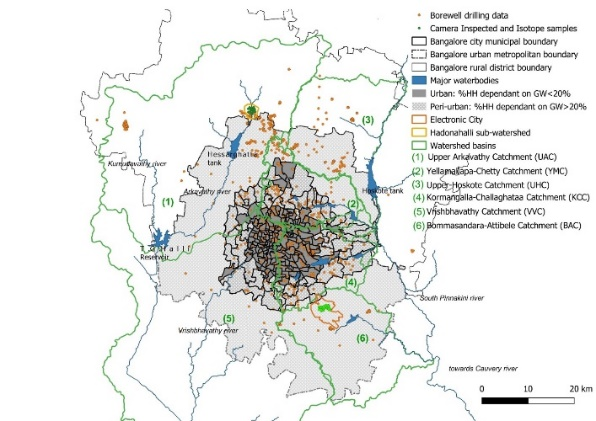 Borewell drilling data
Camera Inspected and Isotope samples
Bangalore city municipal boundary
Bangalore urban metropolitan boundary
Bangalore rural district boundary
Major waterbodies
Urban: %HH dependant on GW<20%
Peri-urban: %HH dependant on GW>20%
Electronic City
Hadonahalli sub-watershed
Watershed basins
(1) Upper Arkavathy Catchment (UAC)
(2) Yellamallapa-Chetty Catchment (YMC)
(3) Upper Hoskote Catchment (UHC)
(4) Kormangalla-Challaghataa Catchment (KCC)
(5) Vrishbhavathy Catchment (VVC)
(6) Bommasandara-Attibele Catchment (BAC)
(3)
Hessarghatta
tank
Kumudvathy river
Arkavathy river
Hoskote tank
(1)
(2)
Reservoir
(4)
South Pinnakini river
(5)
Vrishbhavathy river
(6)
towards Cauvery river
0
10
20 km